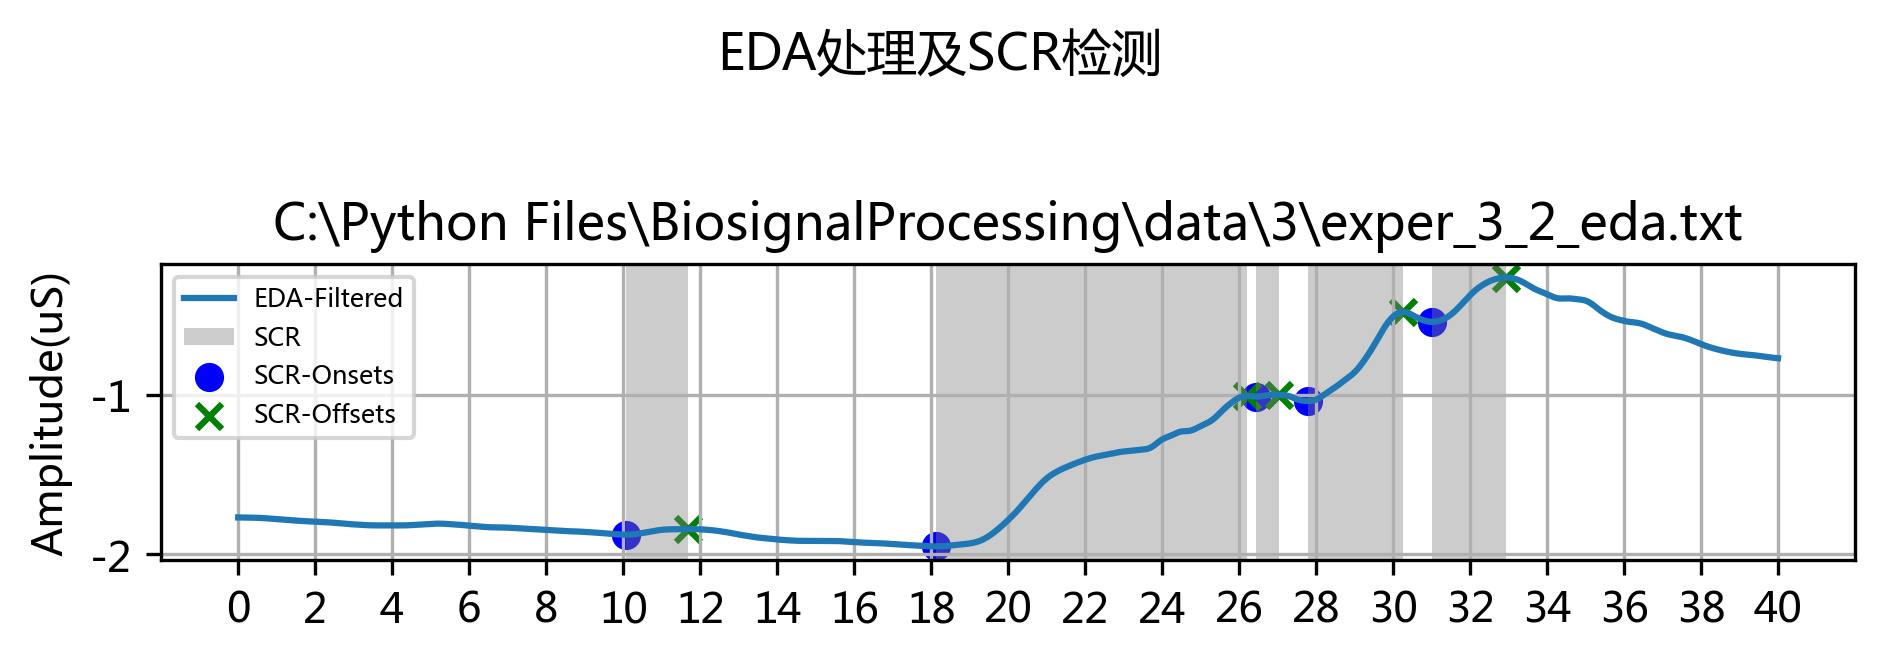 EDA处理及SCR检测
C:\Python Files\BiosignalProcessing\data\3\exper_3_2_eda.txt
EDA-Filtered
SCR
SCR-Onsets
SCR-Offsets
Amplitude(uS)
-1
-2
0 2 4 6 8 10 12 14 16 18 20 22 24 26 28 30 32 34 36 38 40